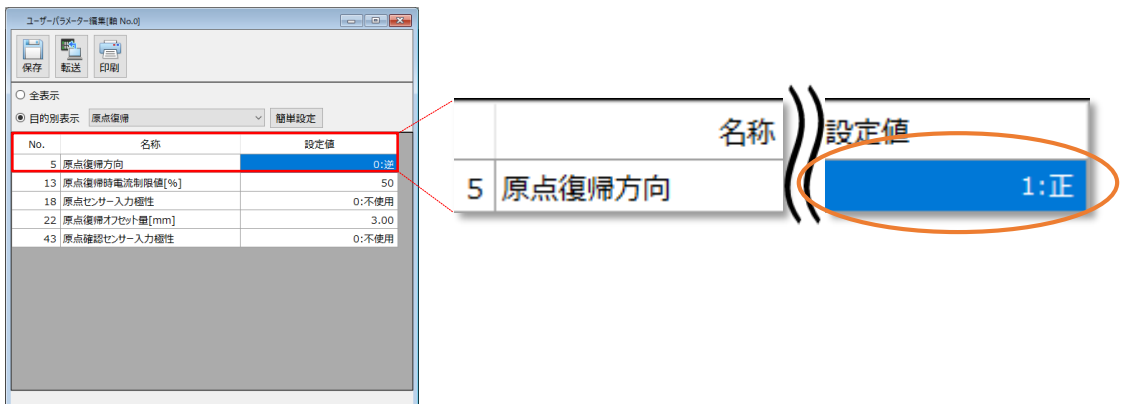 ユーザーパラメーター編集[軸 No.0]
保存 転送 印刷
全表示
目的別表示 原点復帰 簡単設定
No. 名称 設定値
5 原点復帰方向 0:逆
13 原点復帰時電流制限値[%] 50
18 原点センサー入力極性 0:不使用
22 原点復帰オフセット量[mm] 3.00
43 原点確認センサー入力極性 0:不使用
名称 設定値
5 原点復帰方向 1:正